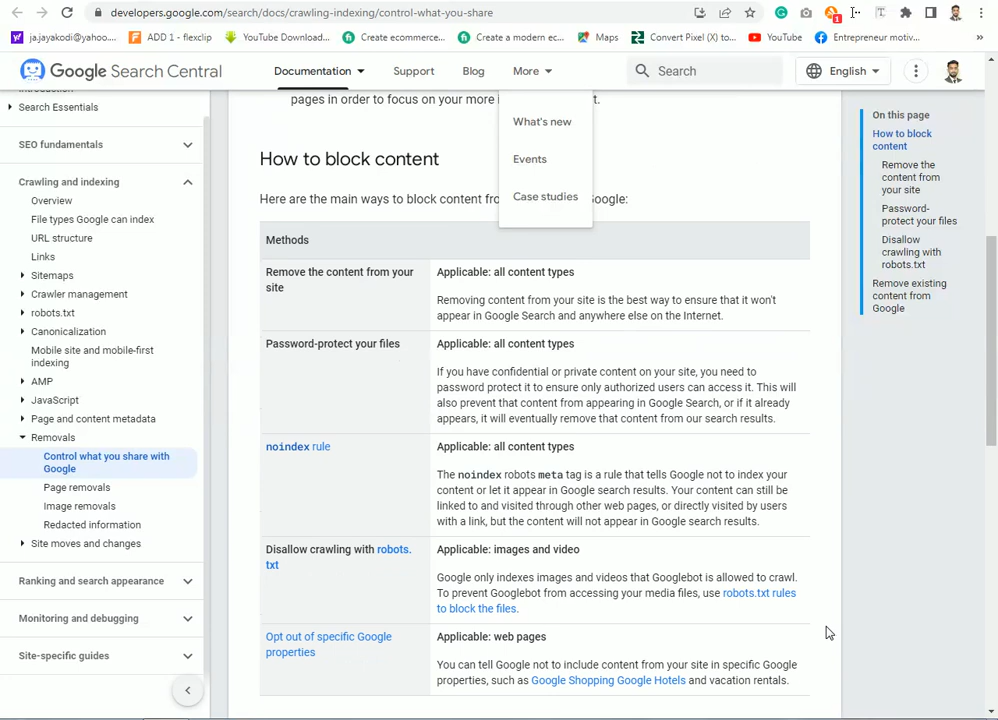 developers.google.com/search/docs/crawling-indexing/control-what-you-share
1
ja.jayakodi@yahoo....
ADD 1 - flexclip
YouTube Download...
Create ecommerce...
Create a modern ec...
Maps
Convert Pixel (X) to...
YouTube
Entrepreneur motiv...
»
Google Search Central
Documentation
Support
Blog
More
Search
English
What's new
Events
Case studies
Search Essentials
SEO fundamentals
Crawling and indexing
Overview
File types Google can index
URL structure
Links
Sitemaps
Crawler management
robots.txt
Canonicalization
Mobile site and mobile-first
indexing
AMP
JavaScript
Page and content metadata
Removals
Control what you share with
Google
Page removals
Image removals
Redacted information
Site moves and changes
Ranking and search appearance
Monitoring and debugging
Site-specific guides
pages in order to focus on your more
t.
How to block content
Here are the main ways to block content
Google:
Methods
Remove the content from your
site
Applicable: all content types
Removing content from your site is the best way to ensure that it won't
appear in Google Search and anywhere else on the Internet.
Password-protect your files
Applicable: all content types
If you have confidential or private content on your site, you need to
password protect it to ensure only authorized users can access it. This will
also prevent that content from appearing in Google Search, or if it already
appears, it will eventually remove that content from our search results.
noindex rule
Applicable: all content types
The noindex robots meta tag is a rule that tells Google not to index your
content or let it appear in Google search results. Your content can still be
linked to and visited through other web pages, or directly visited by users
with a link, but the content will not appear in Google search results.
Disallow crawling with robots.
txt
Applicable: images and video
Google only indexes images and videos that Googlebot is allowed to crawl.
To prevent Googlebot from accessing your media files, use robots.txt rules
to block the files.
Opt out of specific Google
properties
Applicable: web pages
You can tell Google not to include content from your site in specific Google
properties, such as Google Shopping Google Hotels and vacation rentals.
On this page
How to block
content
Remove the
content from
your site
Password-
protect your files
Disallow
crawling with
robots.txt
Remove existing
content from
Google